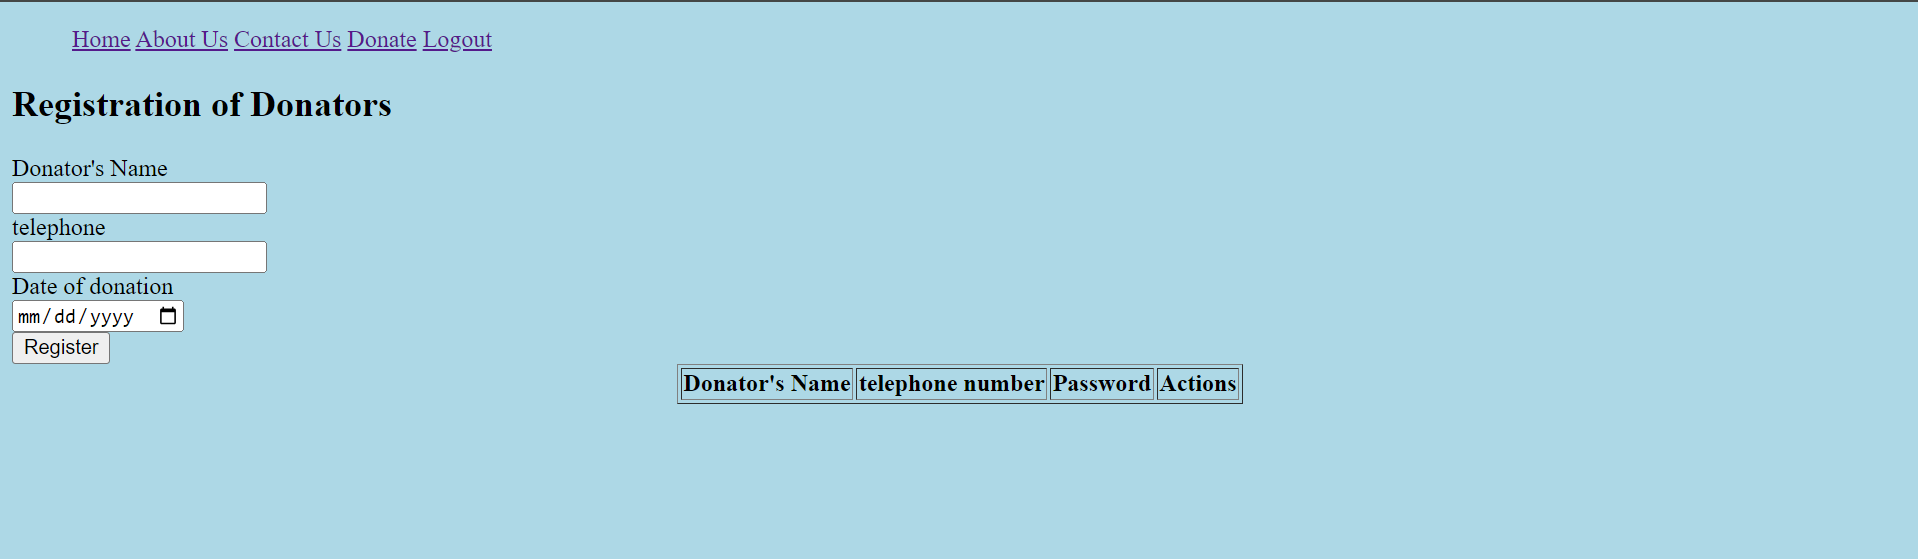 Home About Us Contact Us Donate Logout
Registration of Donators
Donator's Name
telephone
Date of donation
mm/dd/yyyy
Register
Donator's Name telephone number Password Actions